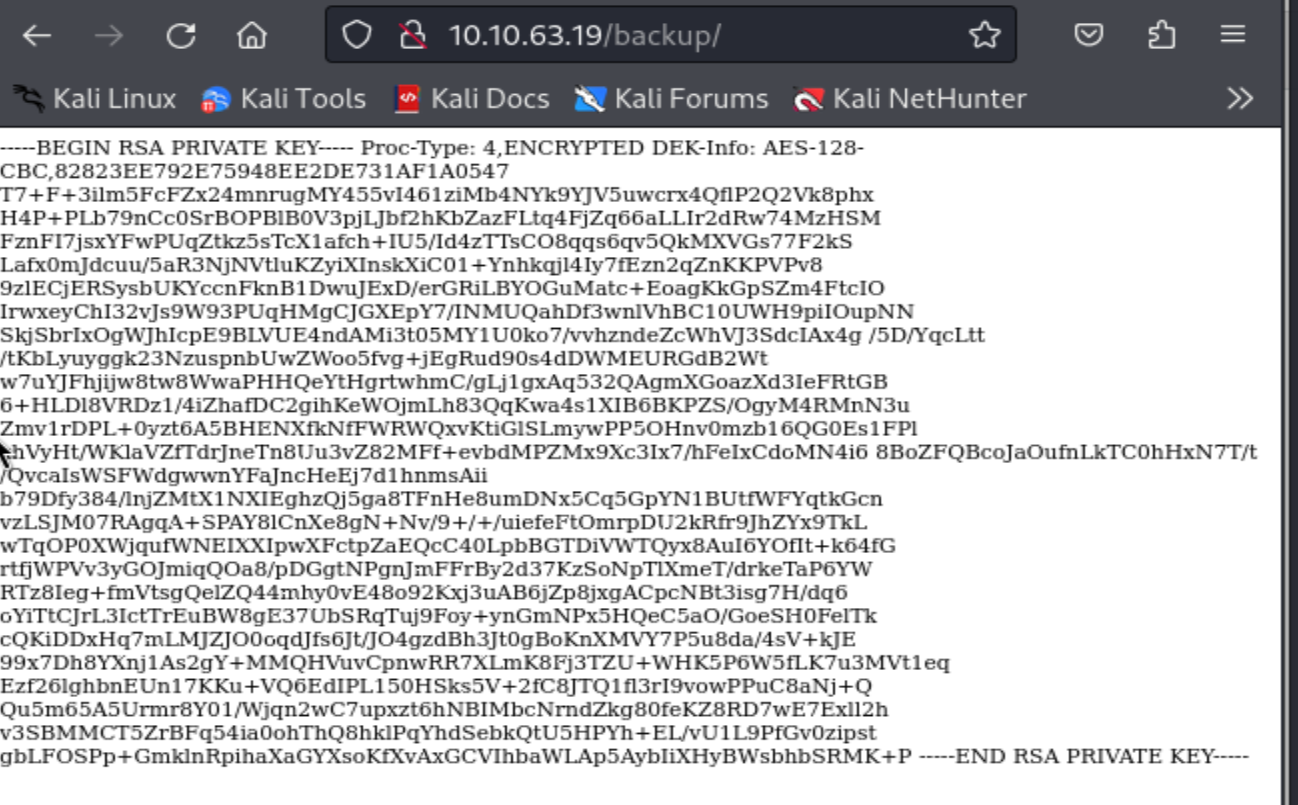 10.10.63.19/backup/
Kali Linux Kali Tools Kali Docs Kali Forums Kali NetHunter
-----BEGIN RSA PRIVATE KEY----- Proc-Type: 4,ENCRYPTED DEK-Info: AES-128-
CBC,82823EE792E75948EE2DE731AF1A0547
T7+F+3ilm5FcFZx24mnrugMY455vI461ziMb4NYk9YJV5uwcrx4QflP2Q2Vk8phx
H4P+PLb79nCc0SrBOPBlB0V3pjLJbf2hKbZazFLtq4FjZq66aLLIr2dRw74MzHSM
FznFI7jsxYFwPUqZtkz5sTcX1afch+IU5/Id4zTTsCO8qqs6qv5QkMXVGs77F2kS
Lafx0mJdcuu/5aR3NjNVtluKZyiXInskXiC01+Ynhkqjl4Iy7fEzn2qZnKKPVPv8
9zlECjERSysbUKYccnFknB1DwuJExD/erGRiLBYOGuMatc+EoagKkGpSZm4FtcIO
IrwxeyChI32vJs9W93PUqHMgCJGXEpY7/INMUQahDf3wnlVhBC10UWH9piIOupNN
SkjSbrIxOgWJhIcpE9BLVUE4ndAMi3t05MY1U0ko7/vvhzndeZcWhVJ3SdcIAx4g /5D/YqcLtt
/tKbLyuyggk23NzuspnbUwZWoo5fvg+jEgRud90s4dDWMEURGdB2Wt
w7uYJFhjijw8tw8WwaPHHQeYtHgrtwhmC/gLj1gxAq532QAgmXGoazXd3IeFRtGB
6+HLDl8VRDz1/4iZhafDC2gihKeWOjmLh83QqKwa4s1XIB6BKPZS/OgyM4RMnN3u
Zmv1rDPL+0yzt6A5BHENXfkNfFWRWQxvKtiGlSLmywPP5OHnv0mzb16QG0Es1FPl
hVyHt/WKlaVZfTdrJneTn8Uu3vZ82MFf+evbdMPZMx9Xc3Ix7/hFeIxCdoMN4i6 8BoZFQBcoJaOufnLkTC0hHxN7T/t
/QvcaIsWSFWdgwwnYFaJncHeEj7d1hnmsAii
b79Dfy384/lnjZMtX1NXIEghzQj5ga8TFnHe8umDNx5Cq5GpYN1BUtfWFYqtkGcn
vzLSJM07RAgqA+SPAY8lCnXe8gN+Nv/9+/+/uiefeFtOmrpDU2kRfr9JhZYx9TkL
wTqOP0XWjqufWNEIXXIpwXFctpZaEQcC40LpbBGTDiVWTQyx8AuI6YOfIt+k64fG
rtfjWPVv3yGOJmiqQOa8/pDGgtNPgnJmFFrBy2d37KzSoNpTlXmeT/drkeTaP6YW
RTz8Ieg+fmVtsgQelZQ44mhy0vE48o92Kxj3uAB6jZp8jxgACpcNBt3isg7H/dq6
oYiTtCJrL3IctTrEuBW8gE37UbSRqTuj9Foy+ynGmNPx5HQeC5aO/GoeSH0FelTk
cQKiDDxHq7mLMJZJO0oqdJfs6Jt/JO4gzdBh3Jt0gBoKnXMVY7P5u8da/4sV+kJE
99x7Dh8YXnj1As2gY+MMQHVuvCpnwRR7XLmK8Fj3TZU+WHK5P6W5fLK7u3MVt1eq
Ezf26lghbnEUn17KKu+VQ6EdIPL150HSks5V+2fC8JTQ1fl3rI9vowPPuC8aNj+Q
Qu5m65A5Urmr8Y01/Wjqn2wC7upxzt6hNBIMbcNrndZkg80feKZ8RD7wE7Exll2h
v3SBMMCT5ZrBFq54ia0ohThQ8hklPqYhdSebkQtU5HPYh+EL/vU1L9PfGv0zipst
gbLFOSPp+GmklnRpihaXaGYXsoKfXvAxGCVIhbaWLAp5AybIiXHyBWsbhbSRMK+P -----END RSA PRIVATE KEY-----